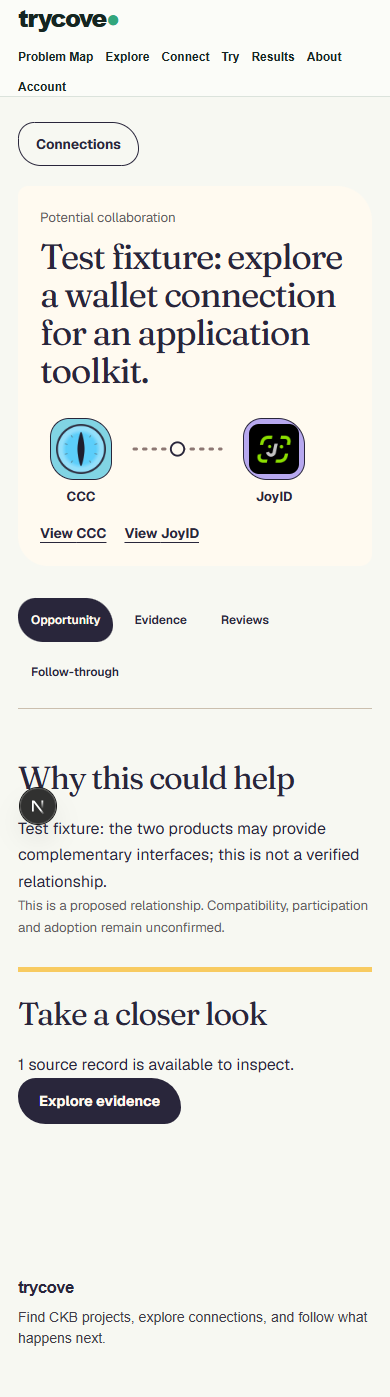 trycove
Problem Map Explore Connect Try Results About
Account
Connections
Potential collaboration
Test fixture: explore
a wallet connection
for an application
toolkit.
J
CCC JoyID
View CCC View JoyID
Opportunity Evidence Reviews
Follow-through
Why this could help
N
Test fixture: the two products may provide
complementary interfaces; this is not a verified
relationship.
This is a proposed relationship. Compatibility, participation
and adoption remain unconfirmed.
Take a closer look
1 source record is available to inspect.
Explore evidence
trycove
Find CKB projects, explore connections, and follow what
happens next.